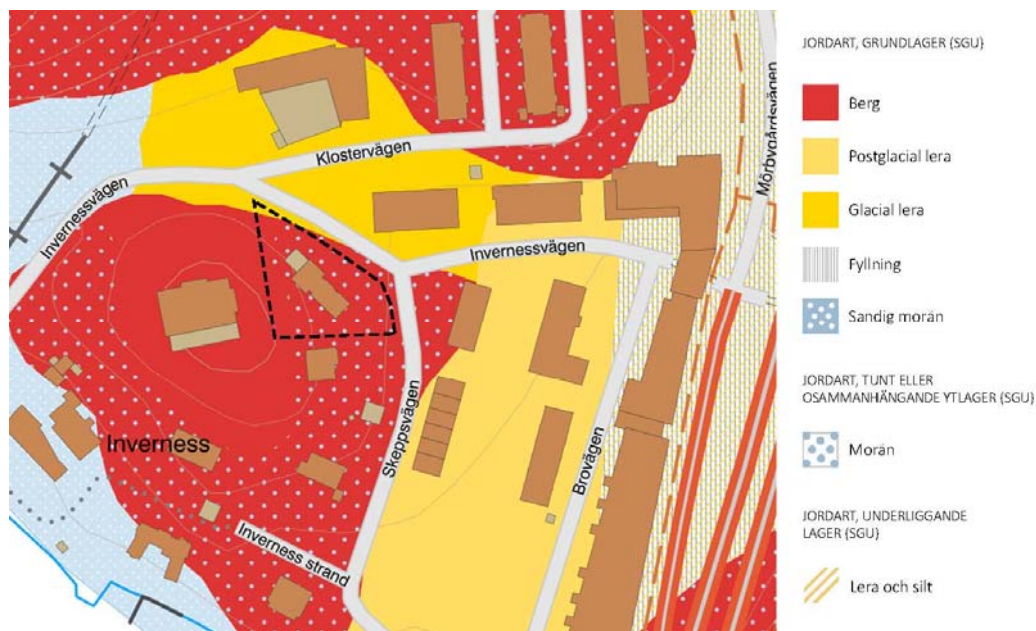 Klostervägen
Invernessvägen
Invernessvägen
Mörbygårdsvägen
Skeppsvägen
Brovägen
Inverness
Inverness strand
JORDART, GRUNDLAGER (SGU)
Berg
Postglacial lera
Glacial lera
Fyllning
Sandig morän
JORDART, TUNT ELLER
OSAMMANHÄNGANDE YTLAGER (SGU)
Morän
JORDART, UNDERLIGGANDE
LAGER (SGU)
Lera och silt